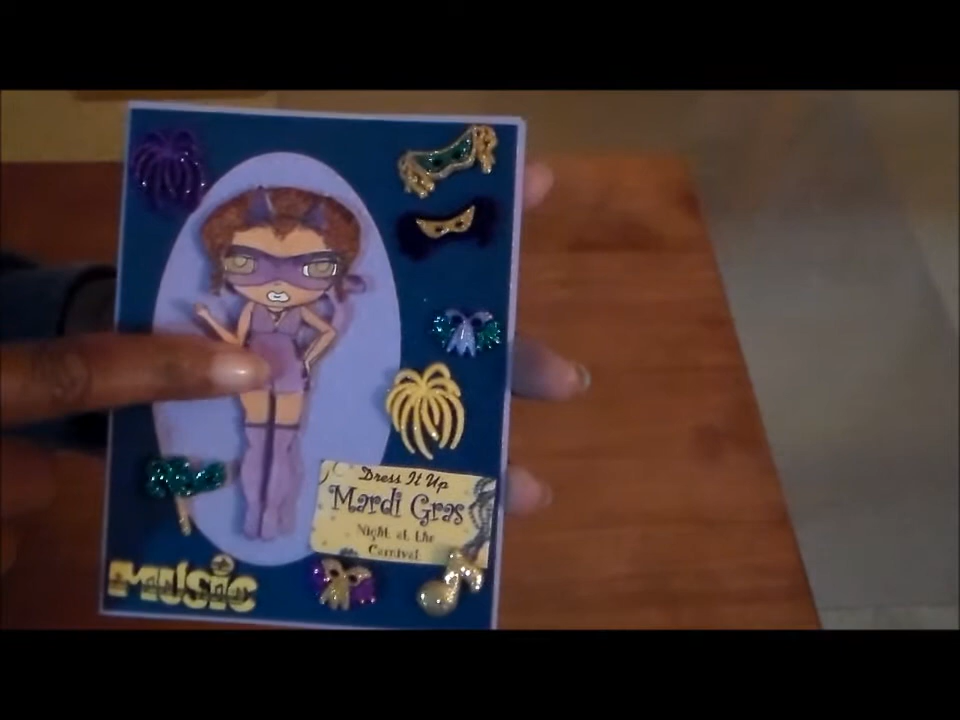 Dress It Up
Mardi Gras
Night at the
Carnival
MUSIC